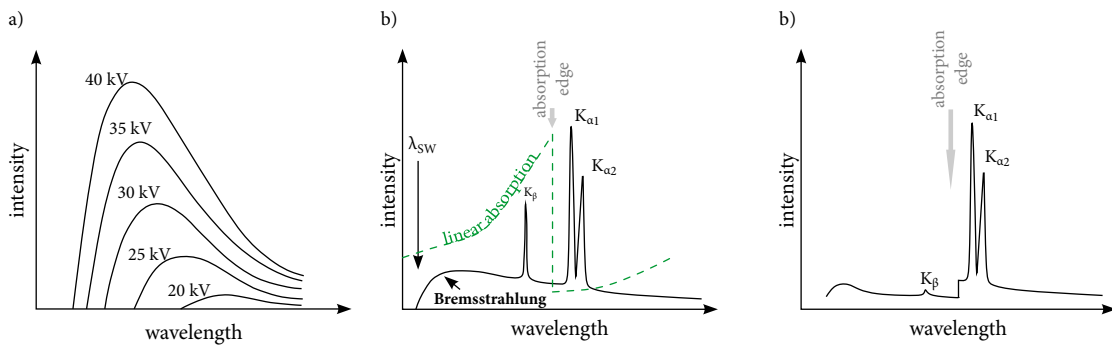 a)
intensity
40 kV
35 kV
30 kV
25 kV
20 kV
wavelength
b)
intensity
λSW
linear absorption
absorption
edge
Kβ
Kα1
Kα2
Bremsstrahlung
wavelength
b)
intensity
absorption
edge
Kα1
Kα2
Kβ
wavelength